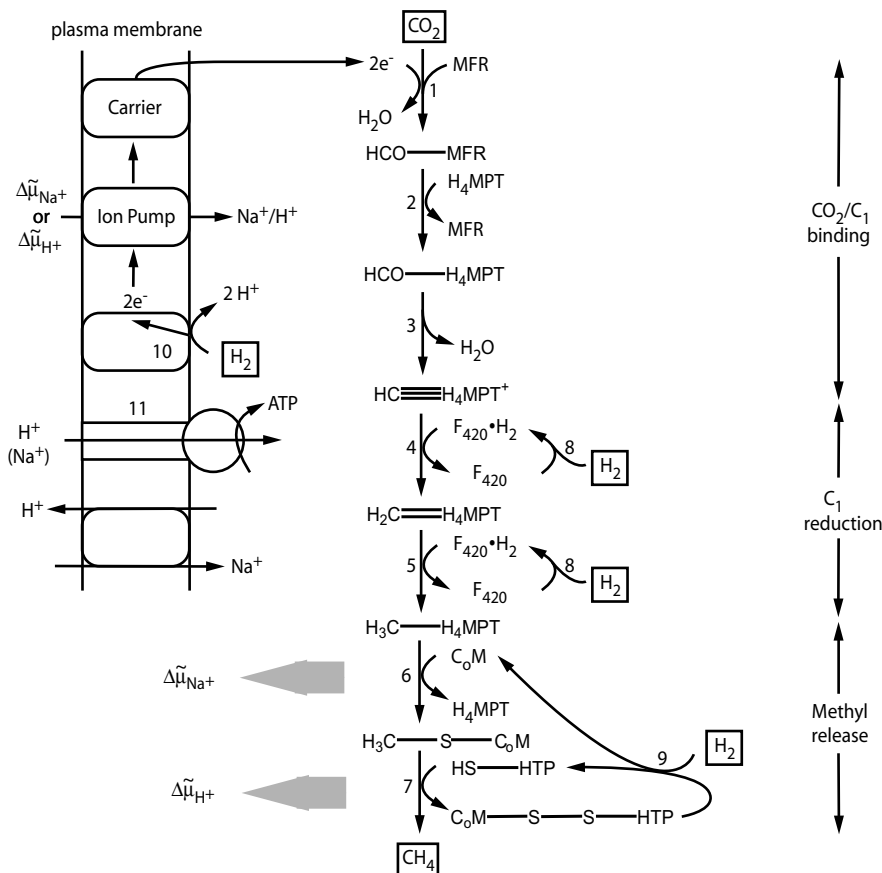 plasma membrane
Carrier
Δμ̃Na+
or
Δμ̃H+
Ion Pump
Na+/H+
2e-
2 H+
10
H2
11
ATP
H+
(Na+)
H+
Na+
CO2
2e-
MFR
1
H2O
HCO MFR
H4MPT
2
MFR
HCO H4MPT
3
H2O
HC H4MPT+
F420•H2
4
8
H2
F420
H2C H4MPT
F420•H2
5
8
H2
F420
H3C H4MPT
CoM
6
Δμ̃Na+
H4MPT
H3C S CoM
9
H2
HS HTP
7
Δμ̃H+
CoM S S HTP
CH4
CO2/C1
binding
C1
reduction
Methyl
release